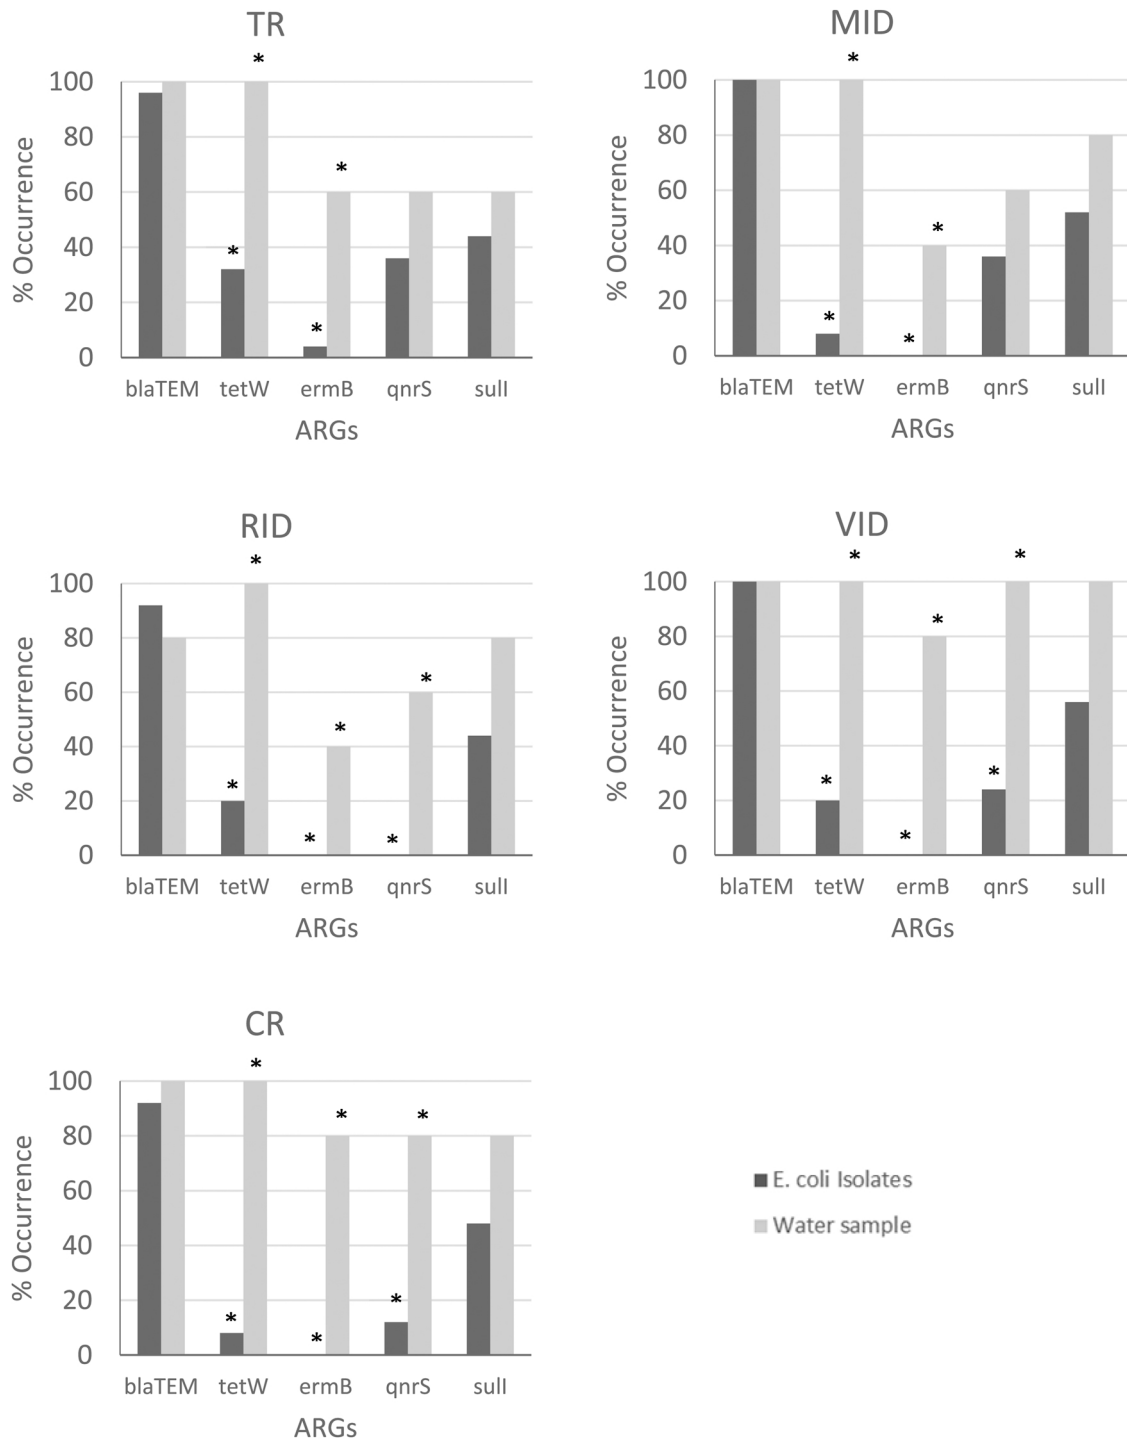 TR
*
100
80
60
40
20
0
% Occurrence
*
*
*
blaTEM tetW ermB qnrS sulI
ARGs
MID
*
100
80
60
40
20
0
% Occurrence
*
*
*
blaTEM tetW ermB qnrS sulI
ARGs
RID
*
100
80
60
40
20
0
% Occurrence
*
*
*
* *
blaTEM tetW ermB qnrS sulI
ARGs
VID
* *
100
80
60
40
20
0
% Occurrence
*
*
*
*
blaTEM tetW ermB qnrS sulI
ARGs
CR
*
100
80
60
40
20
0
% Occurrence
* *
*
*
*
blaTEM tetW ermB qnrS sulI
ARGs
E. coli Isolates
Water sample